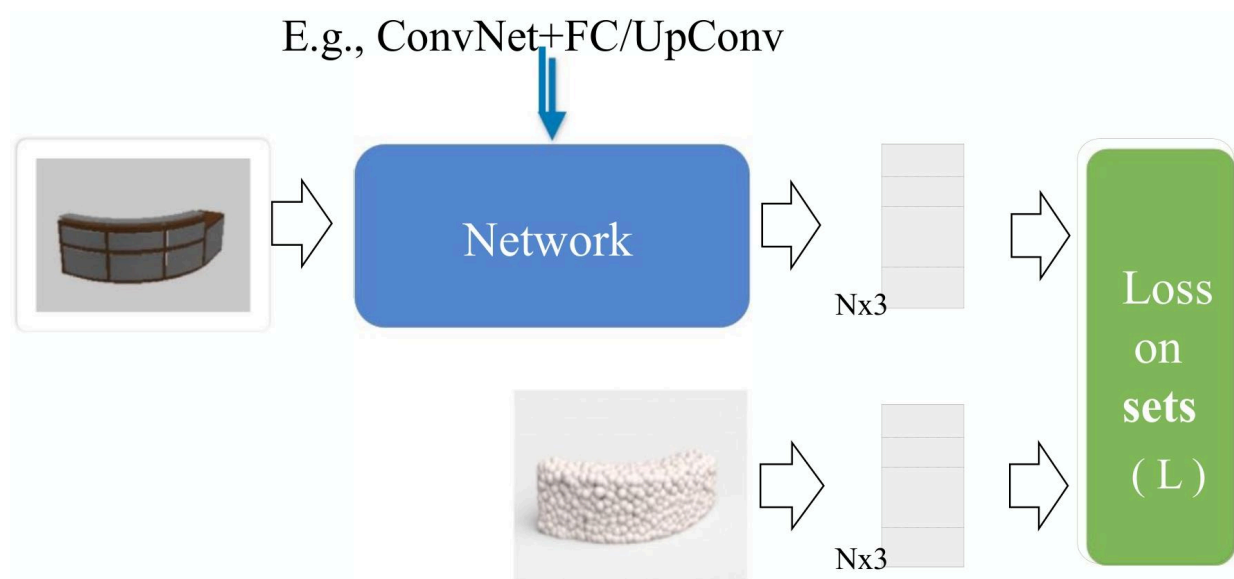 E.g., ConvNet+FC/UpConv
Network
Nx3
Loss
on
sets
( L )
Nx3